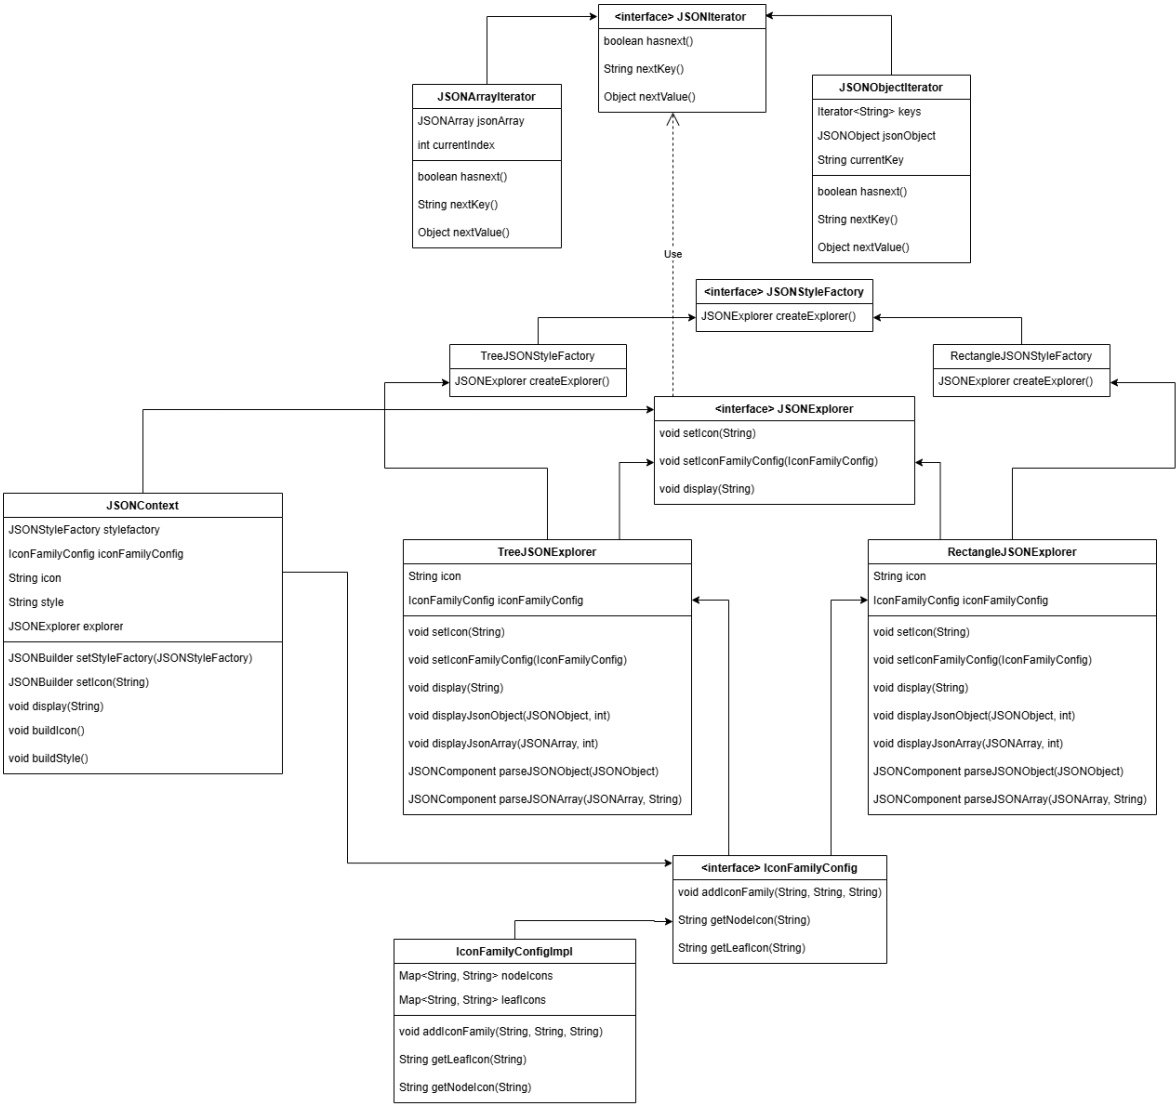 <interface> JSONIterator
boolean hasnext()
String nextKey()
Object nextValue()
JSONArrayIterator
JSONArray jsonArray
int currentIndex
boolean hasnext()
String nextKey()
Object nextValue()
JSONObjectIterator
Iterator<String> keys
JSONObject jsonObject
String currentKey
boolean hasnext()
String nextKey()
Object nextValue()
Use
<interface> JSONStyleFactory
JSONExplorer createExplorer()
TreeJSONStyleFactory
JSONExplorer createExplorer()
RectangleJSONStyleFactory
JSONExplorer createExplorer()
<interface> JSONExplorer
void setIcon(String)
void setIconFamilyConfig(IconFamilyConfig)
void display(String)
JSONContext
JSONStyleFactory stylefactory
IconFamilyConfig iconFamilyConfig
String icon
String style
JSONExplorer explorer
JSONBuilder setStyleFactory(JSONStyleFactory)
JSONBuilder setIcon(String)
void display(String)
void buildIcon()
void buildStyle()
TreeJSONExplorer
String icon
IconFamilyConfig iconFamilyConfig
void setIcon(String)
void setIconFamilyConfig(IconFamilyConfig)
void display(String)
void displayJsonObject(JSONObject, int)
void displayJsonArray(JSONArray, int)
JSONComponent parseJSONObject(JSONObject)
JSONComponent parseJSONArray(JSONArray, String)
RectangleJSONExplorer
String icon
IconFamilyConfig iconFamilyConfig
void setIcon(String)
void setIconFamilyConfig(IconFamilyConfig)
void display(String)
void displayJsonObject(JSONObject, int)
void displayJsonArray(JSONArray, int)
JSONComponent parseJSONObject(JSONObject)
JSONComponent parseJSONArray(JSONArray, String)
<interface> IconFamilyConfig
void addIconFamily(String, String, String)
String getNodeIcon(String)
String getLeafIcon(String)
IconFamilyConfigImpl
Map<String, String> nodeIcons
Map<String, String> leafIcons
void addIconFamily(String, String, String)
String getLeafIcon(String)
String getNodeIcon(String)